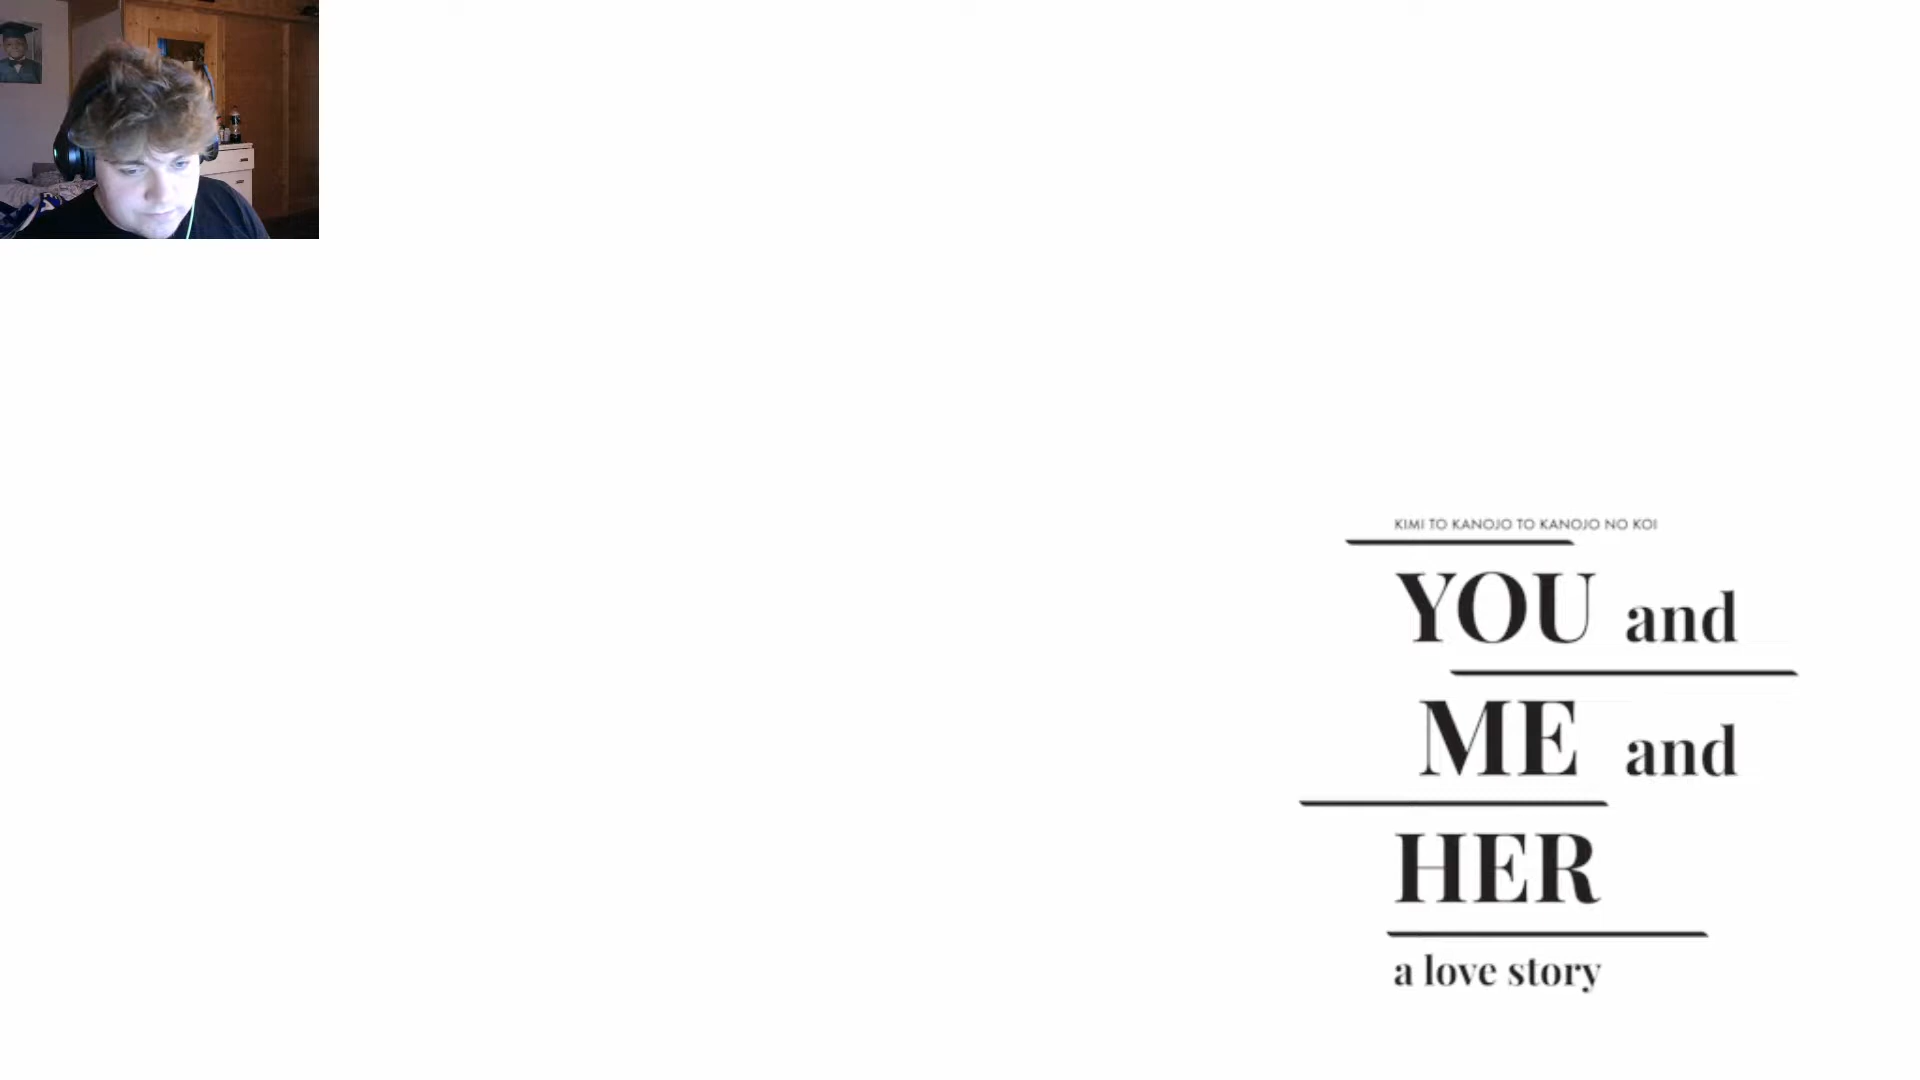 KIMI TO KANOJO TO KANOJO NO KOI
YOU and
ME and
HER
a love story